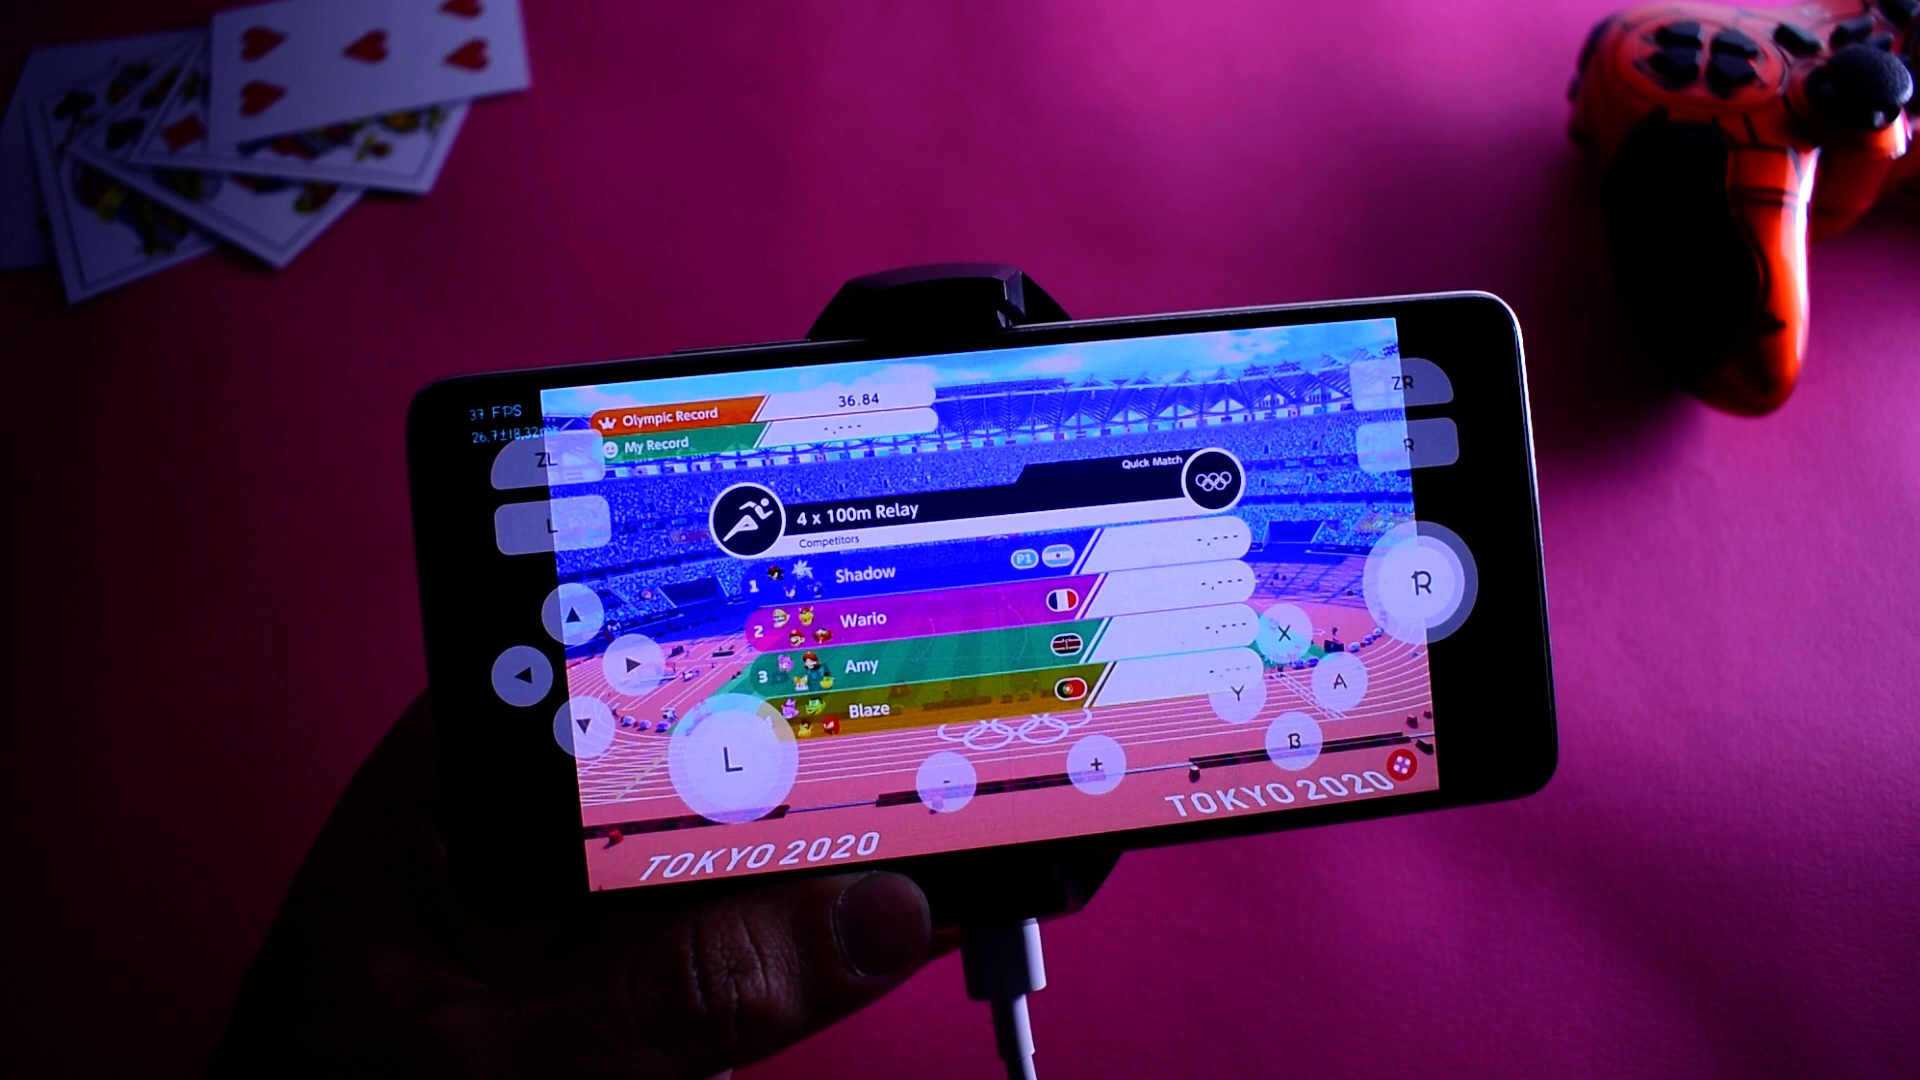 37 FPS
Olympic Record 36.84
My Record -.---
ZL
ZR
L
R
Quick Match
4 x 100m Relay
Competitors
1 Shadow P1 -.---
2 Wario -.---
3 Amy -.---
Blaze -.---
R
X
Y
A
B
L
-
+
TOKYO 2020
TOKYO 2020